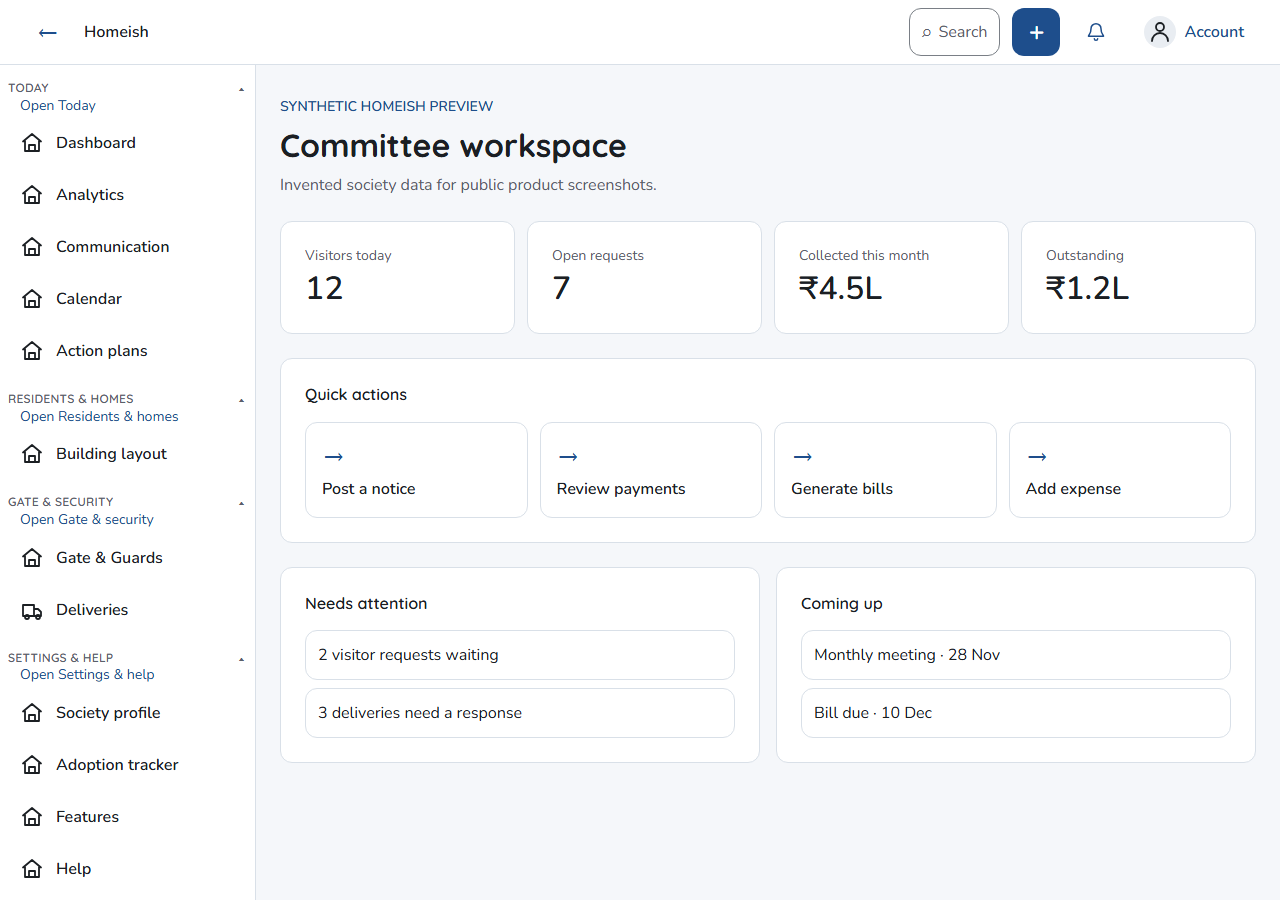 ← Homeish
⌕ Search
+
Account
TODAY
Open Today
Dashboard
Analytics
Communication
Calendar
Action plans
RESIDENTS & HOMES
Open Residents & homes
Building layout
GATE & SECURITY
Open Gate & security
Gate & Guards
Deliveries
SETTINGS & HELP
Open Settings & help
Society profile
Adoption tracker
Features
Help
SYNTHETIC HOMEISH PREVIEW
Committee workspace
Invented society data for public product screenshots.
Visitors today
12
Open requests
7
Collected this month
₹4.5L
Outstanding
₹1.2L
Quick actions
→
Post a notice
→
Review payments
→
Generate bills
→
Add expense
Needs attention
2 visitor requests waiting
3 deliveries need a response
Coming up
Monthly meeting · 28 Nov
Bill due · 10 Dec